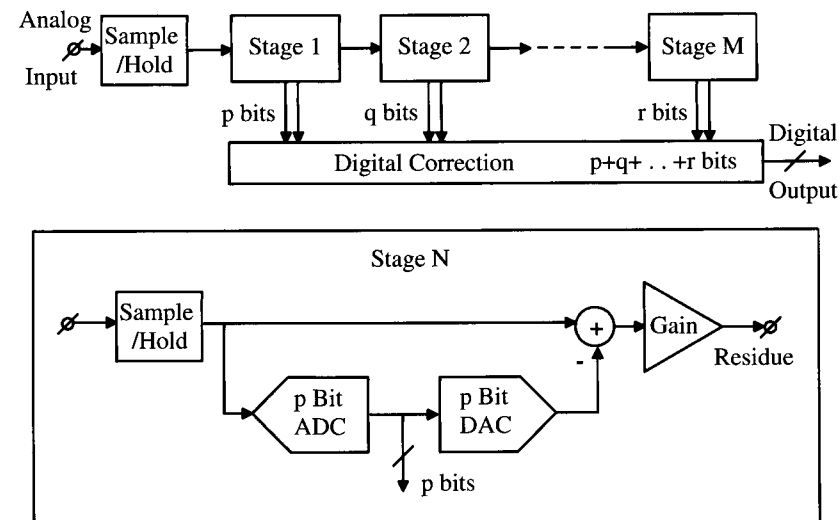 Analog
Input
Sample
/Hold
Stage 1
Stage 2
Stage M
p bits
q bits
r bits
Digital Correction p+q+ . . +r bits
Digital
Output
Stage N
Sample
/Hold
+
-
Gain
Residue
p Bit
ADC
p Bit
DAC
p bits